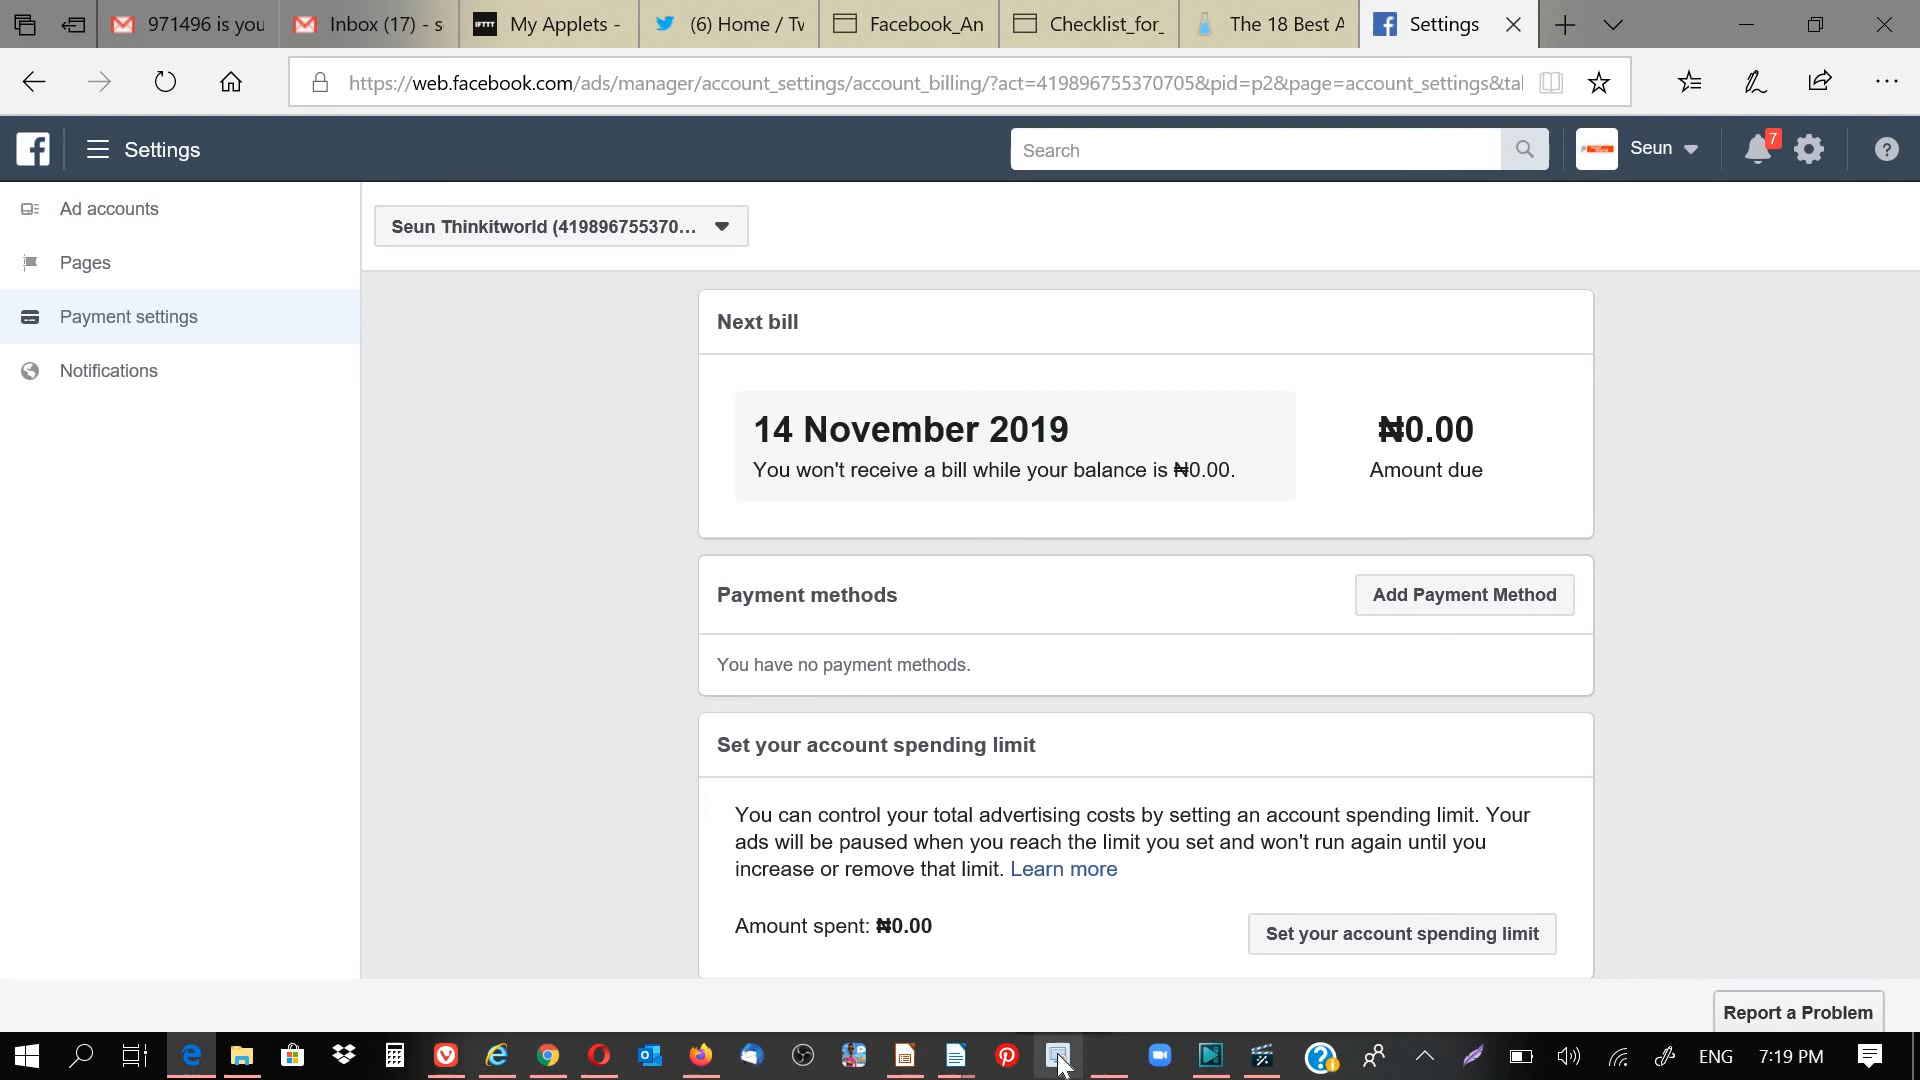 971496 is you
Inbox (17) - s
IFTTT
My Applets -
(6) Home / Tv
Facebook_An
Checklist_for_
The 18 Best A
Settings
https://web.facebook.com/ads/manager/account_settings/account_billing/?act=419896755370705&pid=p2&page=account_settings&tal
Settings
Search
Seun
7
Ad accounts
Pages
Payment settings
Notifications
Seun Thinkitworld (41989675537​0...
Next bill
14 November 2019
You won't receive a bill while your balance is ₦0.00.
₦0.00
Amount due
Payment methods
Add Payment Method
You have no payment methods.
Set your account spending limit
You can control your total advertising costs by setting an account spending limit. Your
ads will be paused when you reach the limit you set and won't run again until you
increase or remove that limit. Learn more
Amount spent: ₦0.00
Set your account spending limit
Report a Problem
ENG
7:19 PM